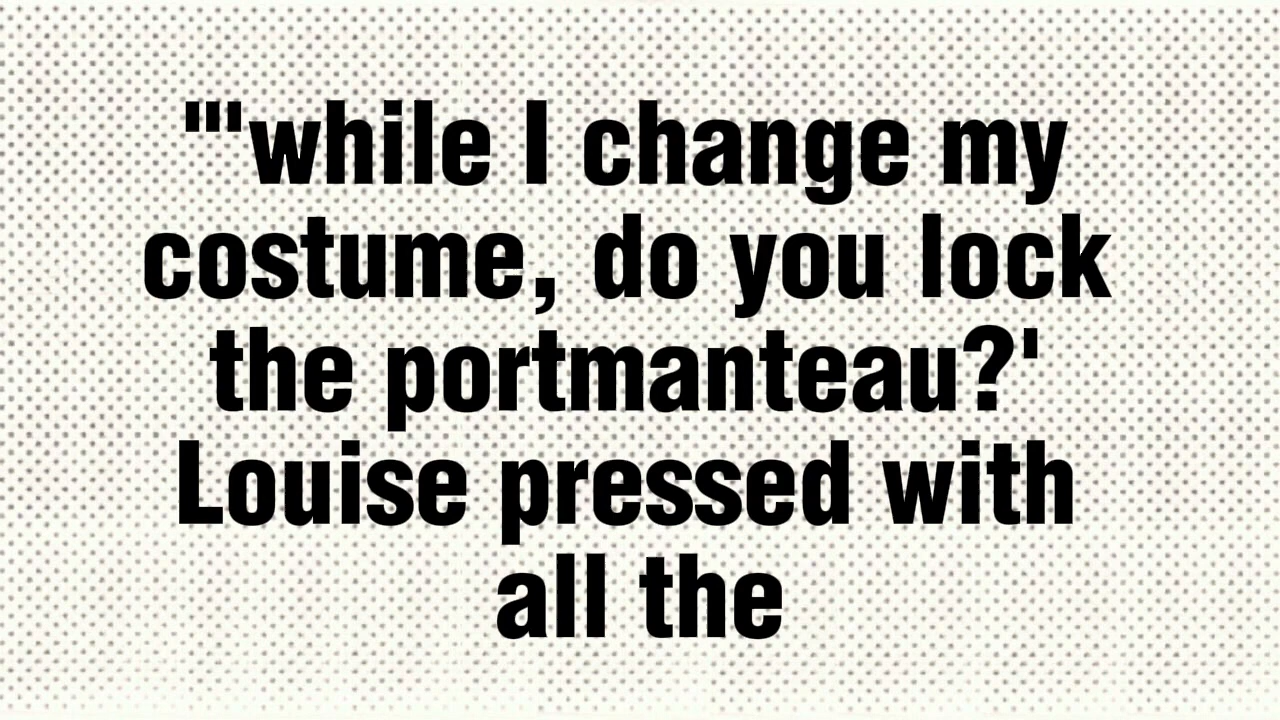 "'while I change my
costume, do you lock
the portmanteau?'
Louise pressed with
all the